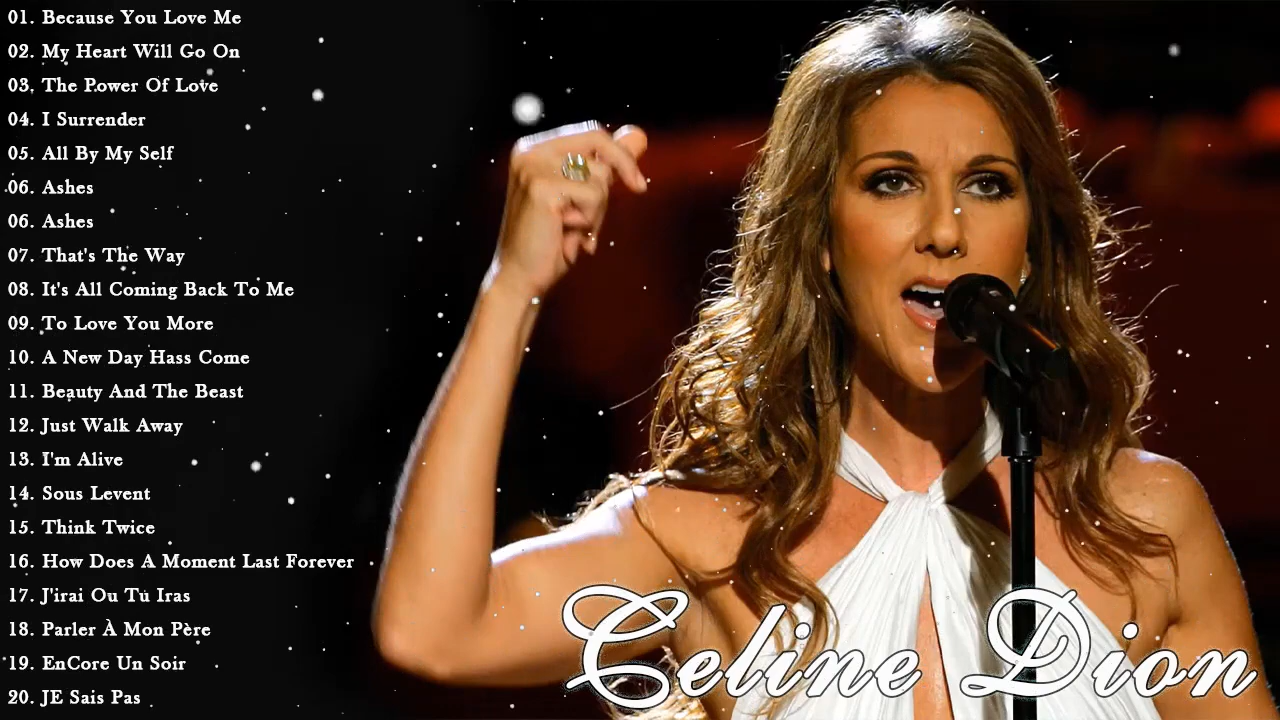 01. Because You Love Me
02. My Heart Will Go On
03. The Power Of Love
04. I Surrender
05. All By My Self
06. Ashes
06. Ashes
07. That's The Way
08. It's All Coming Back To Me
09. To Love You More
10. A New Day Hass Come
11. Beauty And The Beast
12. Just Walk Away
13. I'm Alive
14. Sous Levent
15. Think Twice
16. How Does A Moment Last Forever
17. J'irai Ou Tu Iras
18. Parler À Mon Père
19. EnCore Un Soir
20. JE Sais Pas
Celine Dion